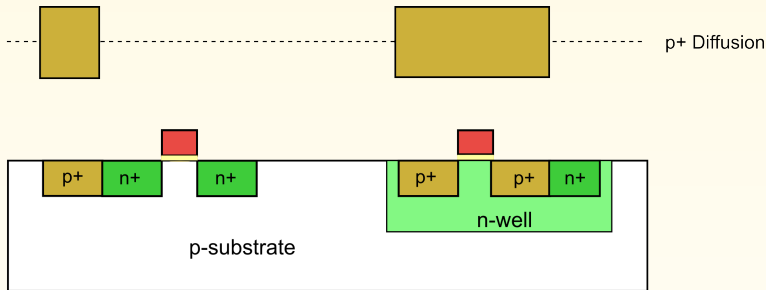 p+ Diffusion
p+ n+ n+ p+ p+ n+
n-well
p-substrate